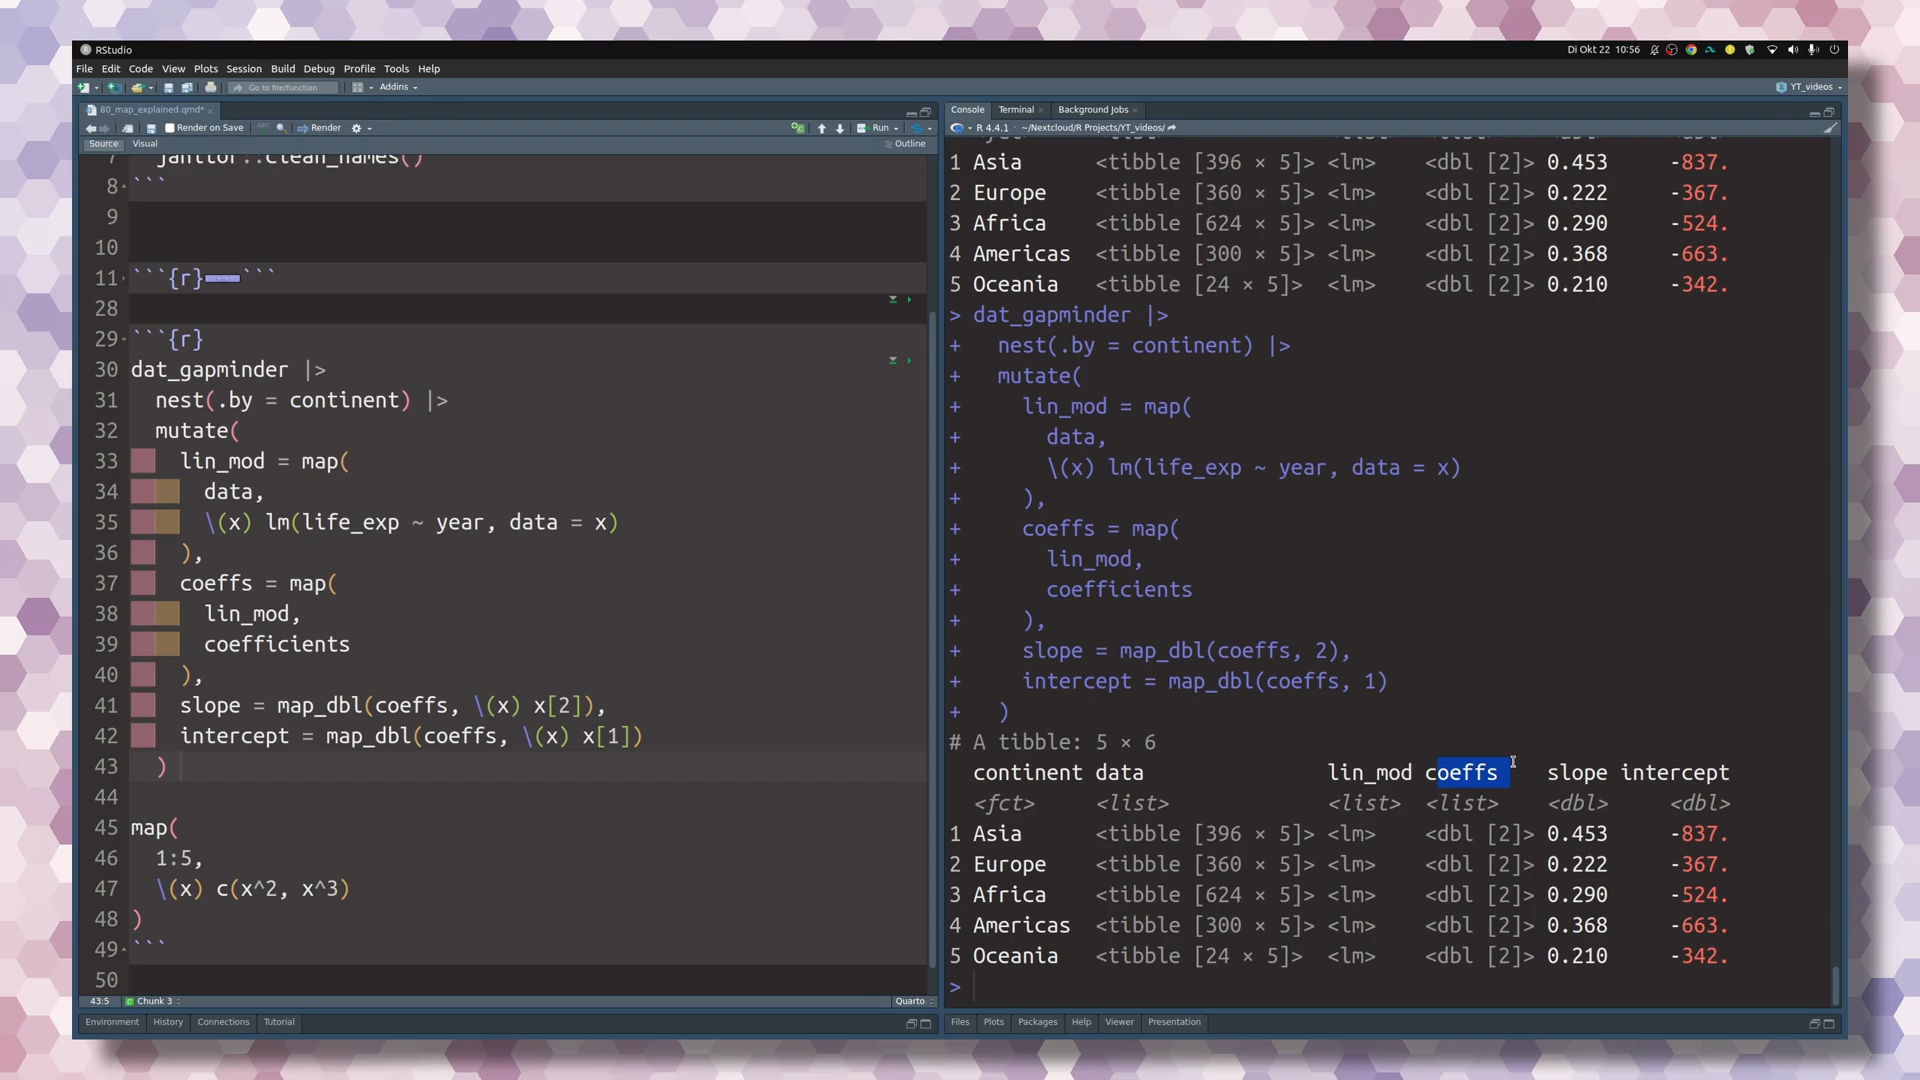 RStudio
Di Okt 22 10:56
File Edit Code View Plots Session Build Debug Profile Tools Help
Go to file/function
Addins
YT_videos
80_map_explained.qmd*
Render on Save
Render
Run
Source Visual
Outline
7 janitor::clean_names()
8 ```
9
10
11 ```{r} ```
28
29 ```{r}
30 dat_gapminder |>
31 nest(.by = continent) |>
32 mutate(
33 lin_mod = map(
34 data,
35 \(x) lm(life_exp ~ year, data = x)
36 ),
37 coeffs = map(
38 lin_mod,
39 coefficients
40 ),
41 slope = map_dbl(coeffs, \(x) x[2]),
42 intercept = map_dbl(coeffs, \(x) x[1])
43 )
44
45 map(
46 1:5,
47 \(x) c(x^2, x^3)
48 )
49 ```
50
43:5 Chunk 3
Quarto
Environment History Connections Tutorial
Console Terminal Background Jobs
R 4.4.1 · ~/Nextcloud/R Projects/YT_videos/
1 Asia <tibble [396 × 5]> <lm> <dbl [2]> 0.453 -837.
2 Europe <tibble [360 × 5]> <lm> <dbl [2]> 0.222 -367.
3 Africa <tibble [624 × 5]> <lm> <dbl [2]> 0.290 -524.
4 Americas <tibble [300 × 5]> <lm> <dbl [2]> 0.368 -663.
5 Oceania <tibble [24 × 5]> <lm> <dbl [2]> 0.210 -342.
> dat_gapminder |>
+ nest(.by = continent) |>
+ mutate(
+ lin_mod = map(
+ data,
+ \(x) lm(life_exp ~ year, data = x)
+ ),
+ coeffs = map(
+ lin_mod,
+ coefficients
+ ),
+ slope = map_dbl(coeffs, 2),
+ intercept = map_dbl(coeffs, 1)
+ )
# A tibble: 5 × 6
continent data lin_mod coeffs slope intercept
<fct> <list> <list> <list> <dbl> <dbl>
1 Asia <tibble [396 × 5]> <lm> <dbl [2]> 0.453 -837.
2 Europe <tibble [360 × 5]> <lm> <dbl [2]> 0.222 -367.
3 Africa <tibble [624 × 5]> <lm> <dbl [2]> 0.290 -524.
4 Americas <tibble [300 × 5]> <lm> <dbl [2]> 0.368 -663.
5 Oceania <tibble [24 × 5]> <lm> <dbl [2]> 0.210 -342.
>
Files Plots Packages Help Viewer Presentation